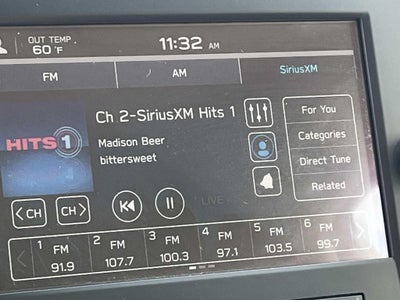 OUT TEMP.
60 °F
11:32 AM
FM AM SiriusXM
Ch 2-SiriusXM Hits 1
HITS 1
Madison Beer
bittersweet
For You
Categories
Direct Tune
Related
< CH CH > LIVE
1 FM 91.9
2 FM 107.7
3 FM 100.3
4 FM 97.1
5 FM 103.5
6 FM 99.7